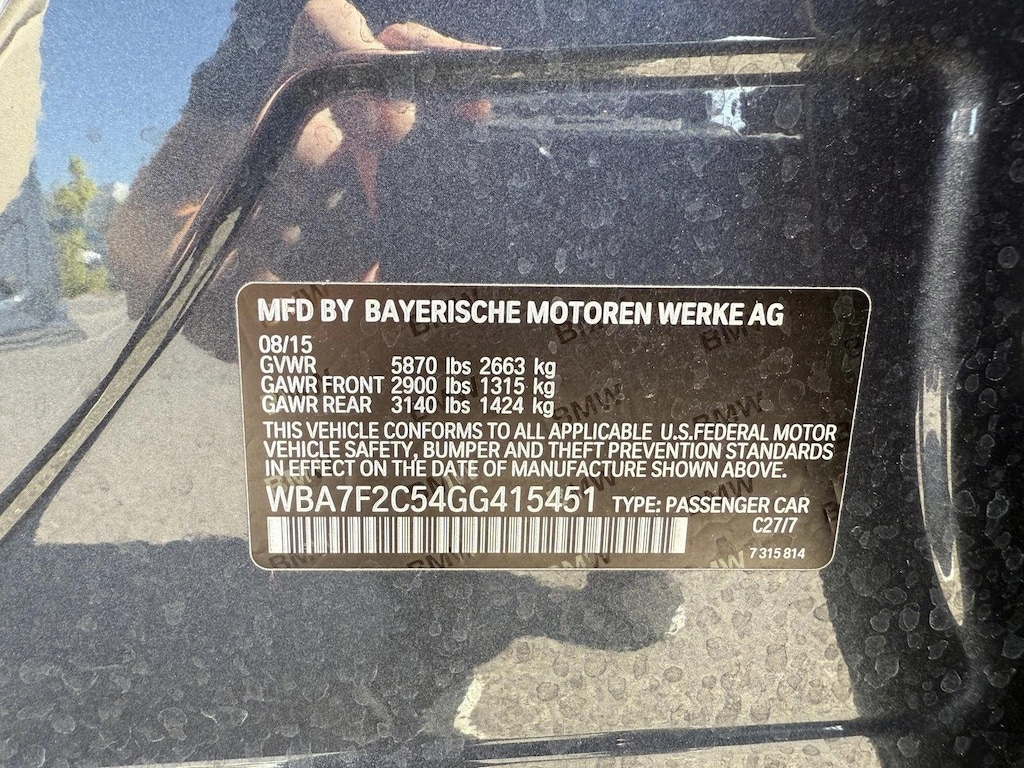 MFD BY BAYERISCHE MOTOREN WERKE AG
08/15
GVWR 5870 lbs 2663 kg
GAWR FRONT 2900 lbs 1315 kg
GAWR REAR 3140 lbs 1424 kg
THIS VEHICLE CONFORMS TO ALL APPLICABLE U.S.FEDERAL MOTOR
VEHICLE SAFETY, BUMPER AND THEFT PREVENTION STANDARDS
IN EFFECT ON THE DATE OF MANUFACTURE SHOWN ABOVE.
WBA7F2C54GG415451 TYPE: PASSENGER CAR
C27/7
7 315 814